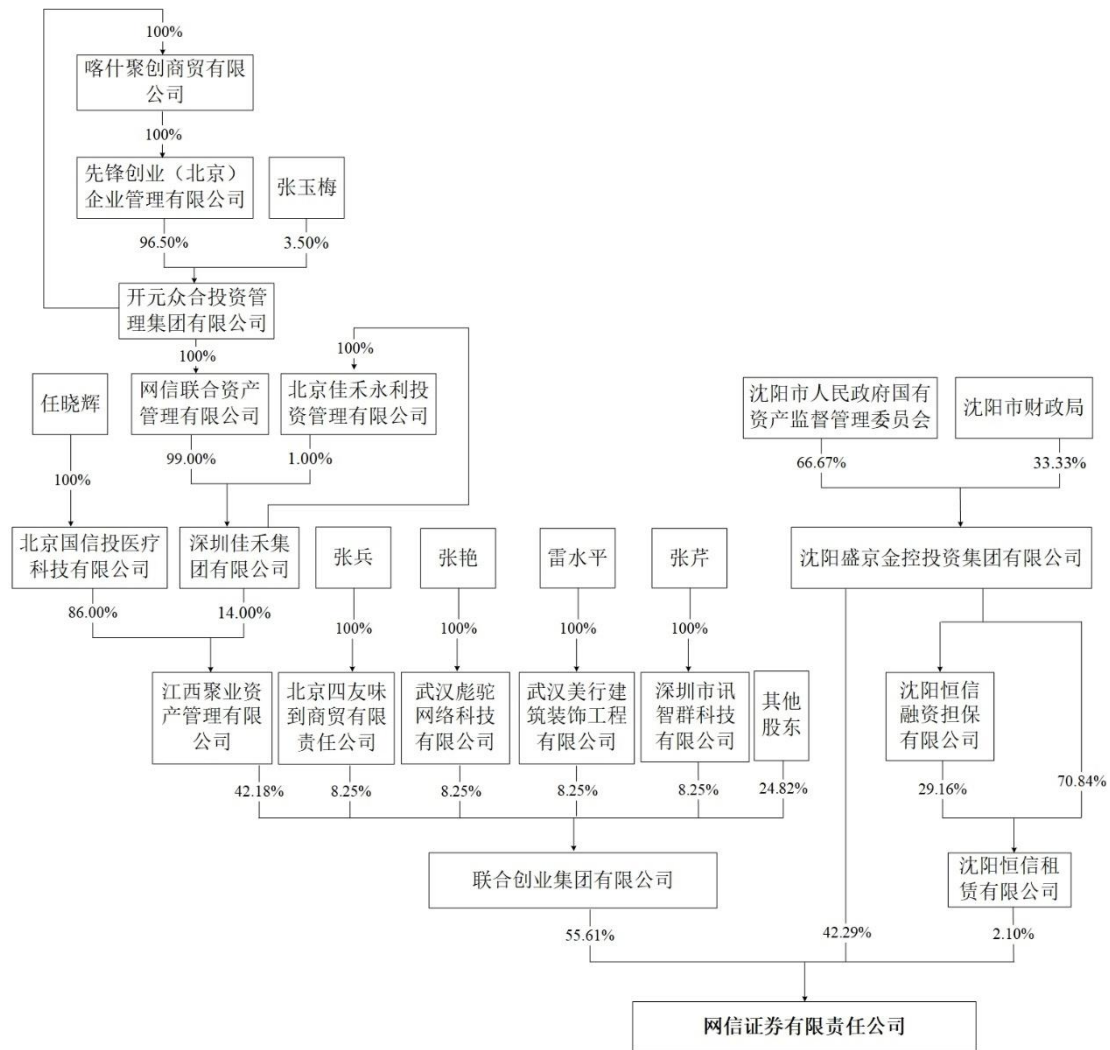 100%
喀什聚创商贸有限
公司
100%
先锋创业（北京）
企业管理有限公司
张玉梅
96.50%
3.50%
开元众合投资管
理集团有限公司
100%
100%
任晓辉
网信联合资产
管理有限公司
北京佳禾永利投
资管理有限公司
沈阳市人民政府国有
资产监督管理委员会
沈阳市财政局
99.00%
1.00%
66.67%
33.33%
100%
北京国信投医疗
科技有限公司
深圳佳禾集
团有限公司
张兵
张艳
雷水平
张芹
沈阳盛京金控投资集团有限公司
86.00%
14.00%
100%
100%
100%
100%
江西聚业资
产管理有限
公司
北京四友味
到商贸有限
责任公司
武汉彪驼
网络科技
有限公司
武汉美行建
筑装饰工程
有限公司
深圳市讯
智群科技
有限公司
其他
股东
沈阳恒信
融资担保
有限公司
42.18%
8.25%
8.25%
8.25%
8.25%
24.82%
29.16%
70.84%
联合创业集团有限公司
沈阳恒信租
赁有限公司
55.61%
42.29%
2.10%
网信证券有限责任公司